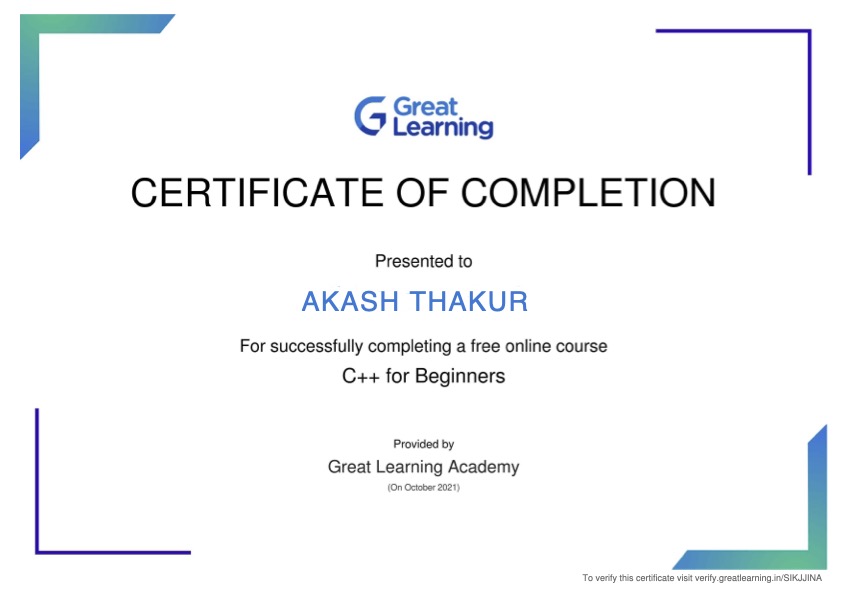 Great
Learning
CERTIFICATE OF COMPLETION
Presented to
AKASH THAKUR
For successfully completing a free online course
C++ for Beginners
Provided by
Great Learning Academy
(On October 2021)
To verify this certificate visit verify.greatlearning.in/SIKJJINA